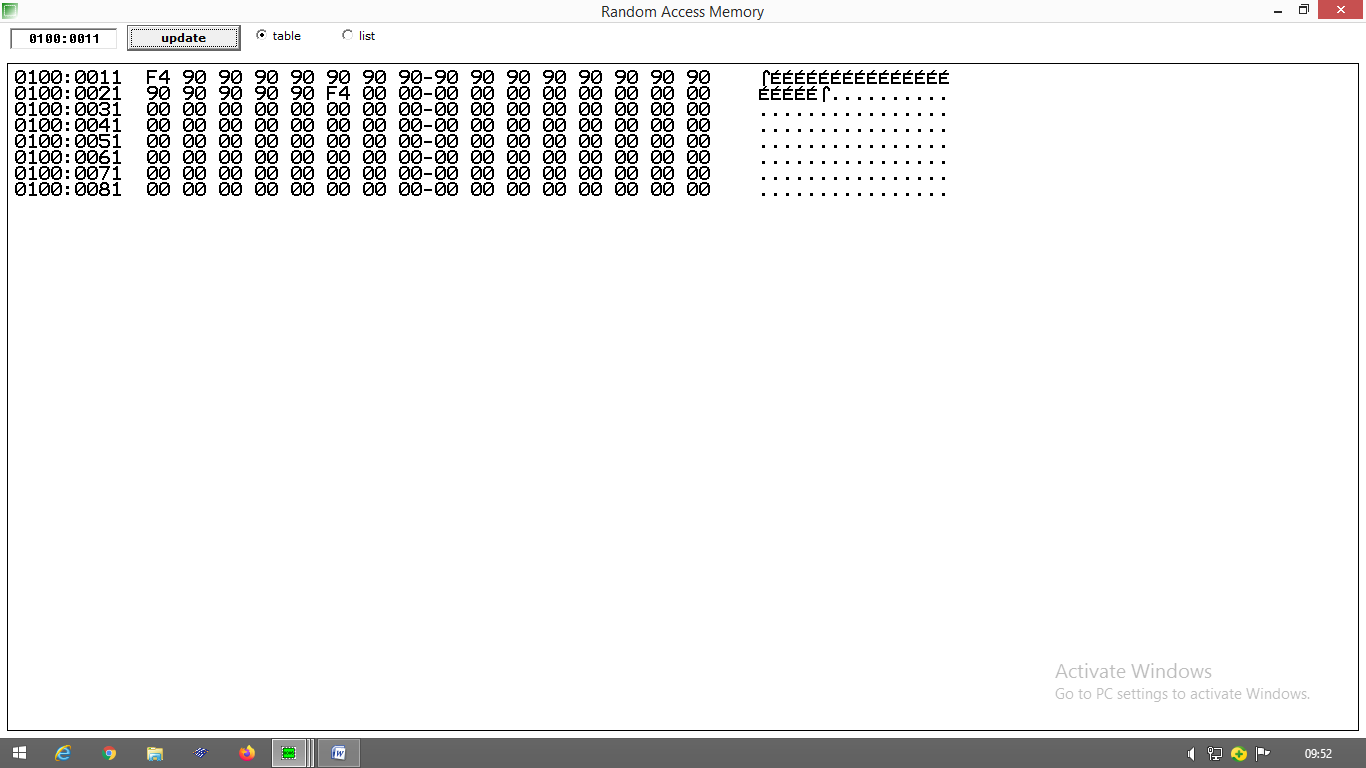 Random Access Memory
0100:0011 update table list
0100:0011 F4 90 90 90 90 90 90 90-90 90 90 90 90 90 90 90 ⌠ÉÉÉÉÉÉÉÉÉÉÉÉÉÉÉ
0100:0021 90 90 90 90 90 F4 00 00-00 00 00 00 00 00 00 00 ÉÉÉÉÉ⌠..........
0100:0031 00 00 00 00 00 00 00 00-00 00 00 00 00 00 00 00 ................
0100:0041 00 00 00 00 00 00 00 00-00 00 00 00 00 00 00 00 ................
0100:0051 00 00 00 00 00 00 00 00-00 00 00 00 00 00 00 00 ................
0100:0061 00 00 00 00 00 00 00 00-00 00 00 00 00 00 00 00 ................
0100:0071 00 00 00 00 00 00 00 00-00 00 00 00 00 00 00 00 ................
0100:0081 00 00 00 00 00 00 00 00-00 00 00 00 00 00 00 00 ................
Activate Windows
Go to PC settings to activate Windows.
09:52